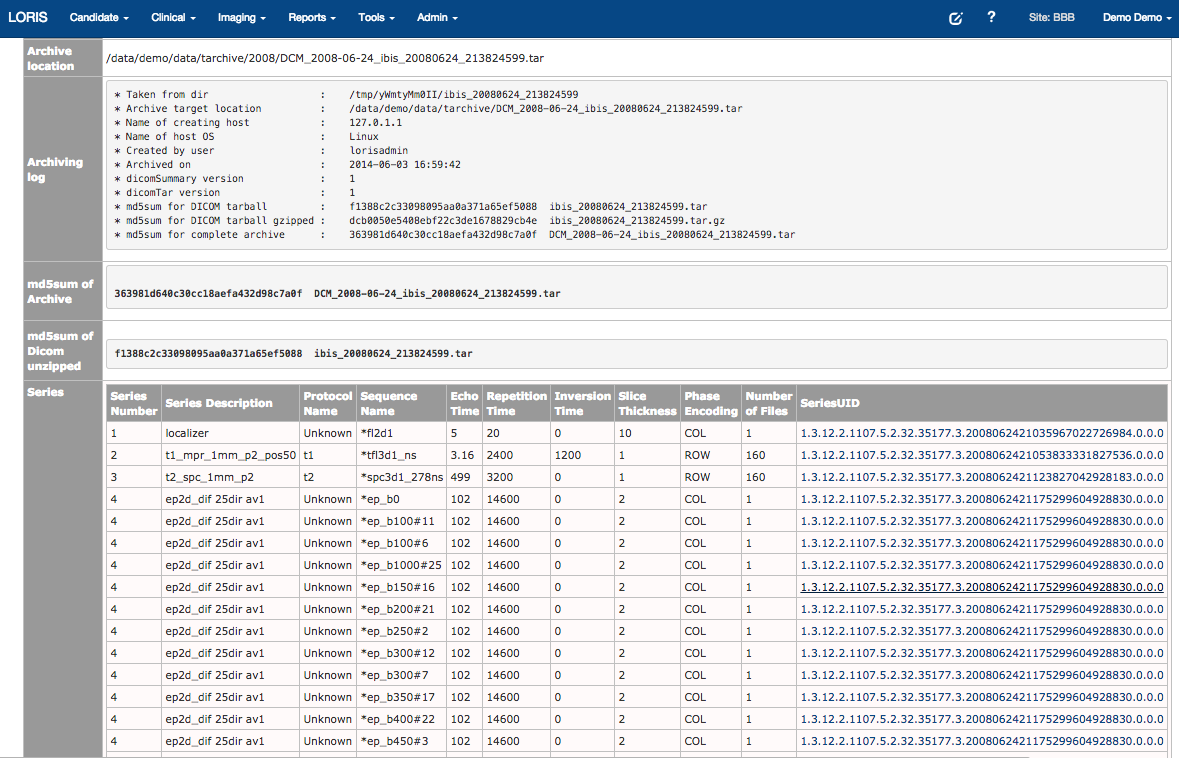 LORIS Candidate Clinical Imaging Reports Tools Admin ? Site: BBB Demo Demo
Archive location /data/demo/data/tarchive/2008/DCM_2008-06-24_ibis_20080624_213824599.tar
Archiving log
* Taken from dir : /tmp/yWmtyMm0II/ibis_20080624_213824599
* Archive target location : /data/demo/data/tarchive/DCM_2008-06-24_ibis_20080624_213824599.tar
* Name of creating host : 127.0.1.1
* Name of host OS : Linux
* Created by user : lorisadmin
* Archived on : 2014-06-03 16:59:42
* dicomSummary version : 1
* dicomTar version : 1
* md5sum for DICOM tarball : f1388c2c33098095aa0a371a65ef5088 ibis_20080624_213824599.tar
* md5sum for DICOM tarball gzipped : dcb0050e5408ebf22c3de1678829cb4e ibis_20080624_213824599.tar.gz
* md5sum for complete archive : 363981d640c30cc18aefa432d98c7a0f DCM_2008-06-24_ibis_20080624_213824599.tar
md5sum of Archive 363981d640c30cc18aefa432d98c7a0f DCM_2008-06-24_ibis_20080624_213824599.tar
md5sum of Dicom unzipped f1388c2c33098095aa0a371a65ef5088 ibis_20080624_213824599.tar
Series
Series Number Series Description Protocol Name Sequence Name Echo Time Repetition Time Inversion Time Slice Thickness Phase Encoding Number of Files SeriesUID
1 localizer Unknown *fl2d1 5 20 0 10 COL 1 1.3.12.2.1107.5.2.32.35177.3.2008062421035967022726984.0.0.0
2 t1_mpr_1mm_p2_pos50 t1 *tfl3d1_ns 3.16 2400 1200 1 ROW 160 1.3.12.2.1107.5.2.32.35177.3.2008062421053833331827536.0.0.0
3 t2_spc_1mm_p2 t2 *spc3d1_278ns 499 3200 0 1 ROW 160 1.3.12.2.1107.5.2.32.35177.3.2008062421123827042928183.0.0.0
4 ep2d_dif 25dir av1 Unknown *ep_b0 102 14600 0 2 COL 1 1.3.12.2.1107.5.2.32.35177.3.2008062421175299604928830.0.0.0
4 ep2d_dif 25dir av1 Unknown *ep_b100#11 102 14600 0 2 COL 1 1.3.12.2.1107.5.2.32.35177.3.2008062421175299604928830.0.0.0
4 ep2d_dif 25dir av1 Unknown *ep_b100#6 102 14600 0 2 COL 1 1.3.12.2.1107.5.2.32.35177.3.2008062421175299604928830.0.0.0
4 ep2d_dif 25dir av1 Unknown *ep_b1000#25 102 14600 0 2 COL 1 1.3.12.2.1107.5.2.32.35177.3.2008062421175299604928830.0.0.0
4 ep2d_dif 25dir av1 Unknown *ep_b150#16 102 14600 0 2 COL 1 1.3.12.2.1107.5.2.32.35177.3.2008062421175299604928830.0.0.0
4 ep2d_dif 25dir av1 Unknown *ep_b200#21 102 14600 0 2 COL 1 1.3.12.2.1107.5.2.32.35177.3.2008062421175299604928830.0.0.0
4 ep2d_dif 25dir av1 Unknown *ep_b250#2 102 14600 0 2 COL 1 1.3.12.2.1107.5.2.32.35177.3.2008062421175299604928830.0.0.0
4 ep2d_dif 25dir av1 Unknown *ep_b300#12 102 14600 0 2 COL 1 1.3.12.2.1107.5.2.32.35177.3.2008062421175299604928830.0.0.0
4 ep2d_dif 25dir av1 Unknown *ep_b300#7 102 14600 0 2 COL 1 1.3.12.2.1107.5.2.32.35177.3.2008062421175299604928830.0.0.0
4 ep2d_dif 25dir av1 Unknown *ep_b350#17 102 14600 0 2 COL 1 1.3.12.2.1107.5.2.32.35177.3.2008062421175299604928830.0.0.0
4 ep2d_dif 25dir av1 Unknown *ep_b400#22 102 14600 0 2 COL 1 1.3.12.2.1107.5.2.32.35177.3.2008062421175299604928830.0.0.0
4 ep2d_dif 25dir av1 Unknown *ep_b450#3 102 14600 0 2 COL 1 1.3.12.2.1107.5.2.32.35177.3.2008062421175299604928830.0.0.0